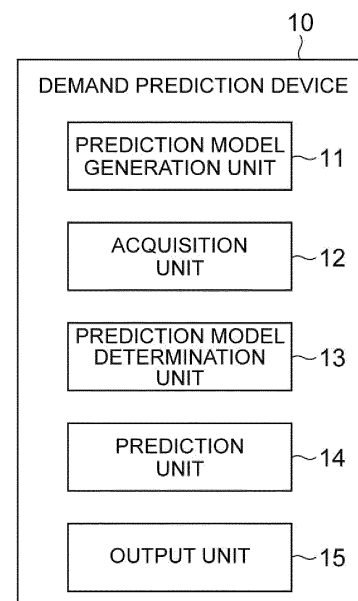 10
DEMAND PREDICTION DEVICE
PREDICTION MODEL
GENERATION UNIT
11
ACQUISITION
UNIT
12
PREDICTION MODEL
DETERMINATION
UNIT
13
PREDICTION
UNIT
14
OUTPUT UNIT
15